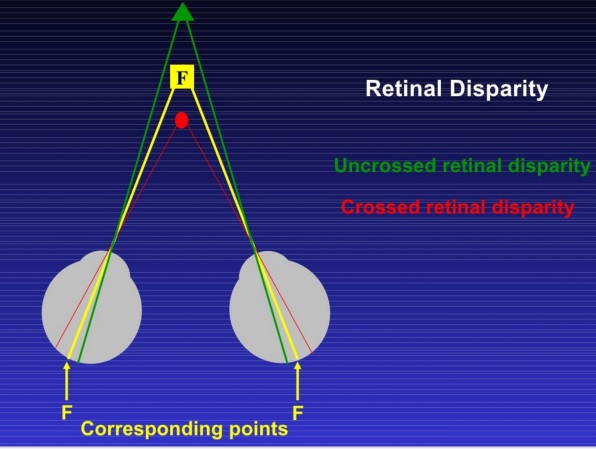 F
Retinal Disparity
Uncrossed retinal disparity
Crossed retinal disparity
F F
Corresponding points